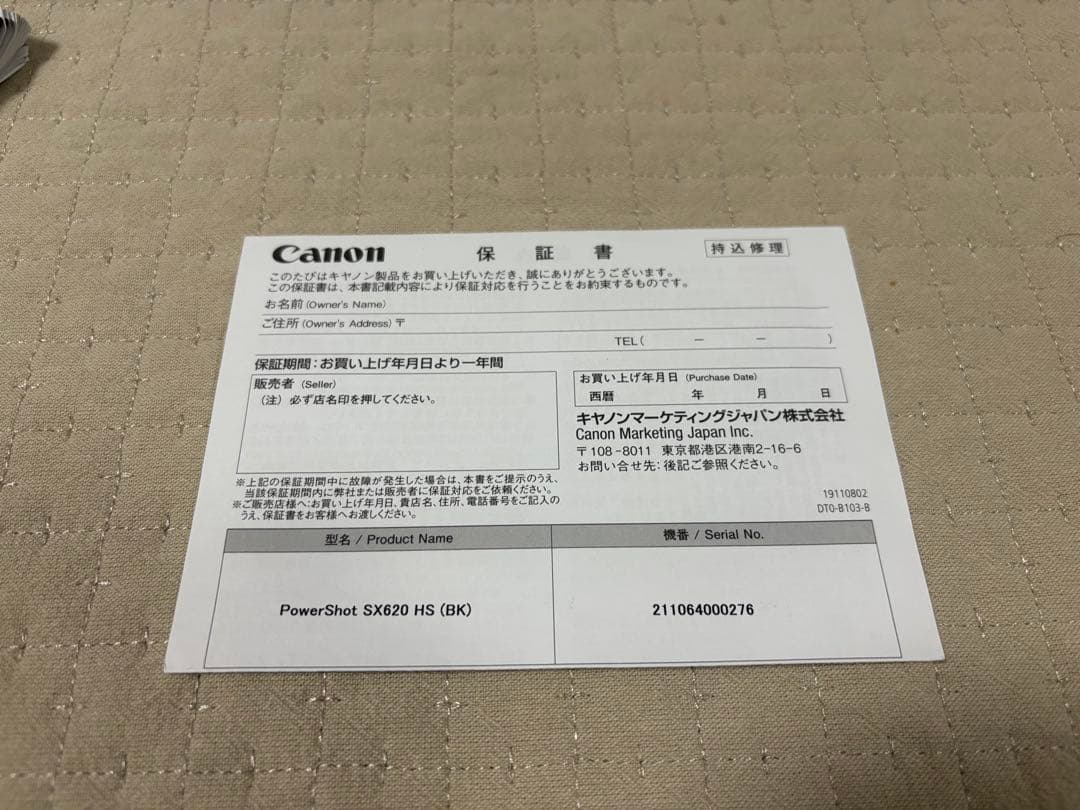 Canon 保証書 持込修理
このたびはキヤノン製品をお買い上げいただき、誠にありがとうございます。
この保証書は、本書記載内容により保証対応を行うことをお約束するものです。
お名前 (Owner's Name)
ご住所 (Owner's Address) 〒
TEL( − − )
保証期間：お買い上げ年月日より一年間
販売者 (Seller)
(注) 必ず店名印を押してください。
お買い上げ年月日 (Purchase Date)
西暦 年 月 日
キヤノンマーケティングジャパン株式会社
Canon Marketing Japan Inc.
〒108-8011 東京都港区港南2-16-6
お問い合せ先：後記ご参照ください。
※上記の保証期間中に故障が発生した場合は、本書をご提示のうえ、
当該保証期間内に弊社または販売者に保証対応をご依頼ください。
※ご販売店様へ：お買い上げ年月日、貴店名、住所、電話番号をご記入の
うえ、保証書をお客様へお渡しください。
19110802
DT0-B103-B
型名 / Product Name 機番 / Serial No.
PowerShot SX620 HS (BK) 211064000276